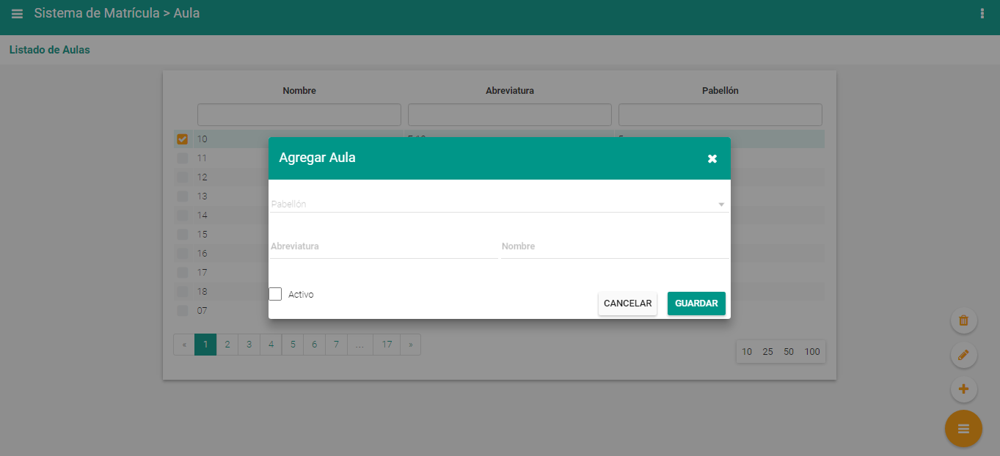 Sistema de Matrícula > Aula
Listado de Aulas
Nombre Abreviatura Pabellón
10
11
12
13
14
15
16
17
18
07
Agregar Aula
Pabellón
Abreviatura Nombre
Activo
CANCELAR GUARDAR
« 1 2 3 4 5 6 7 ... 17 »
10 25 50 100